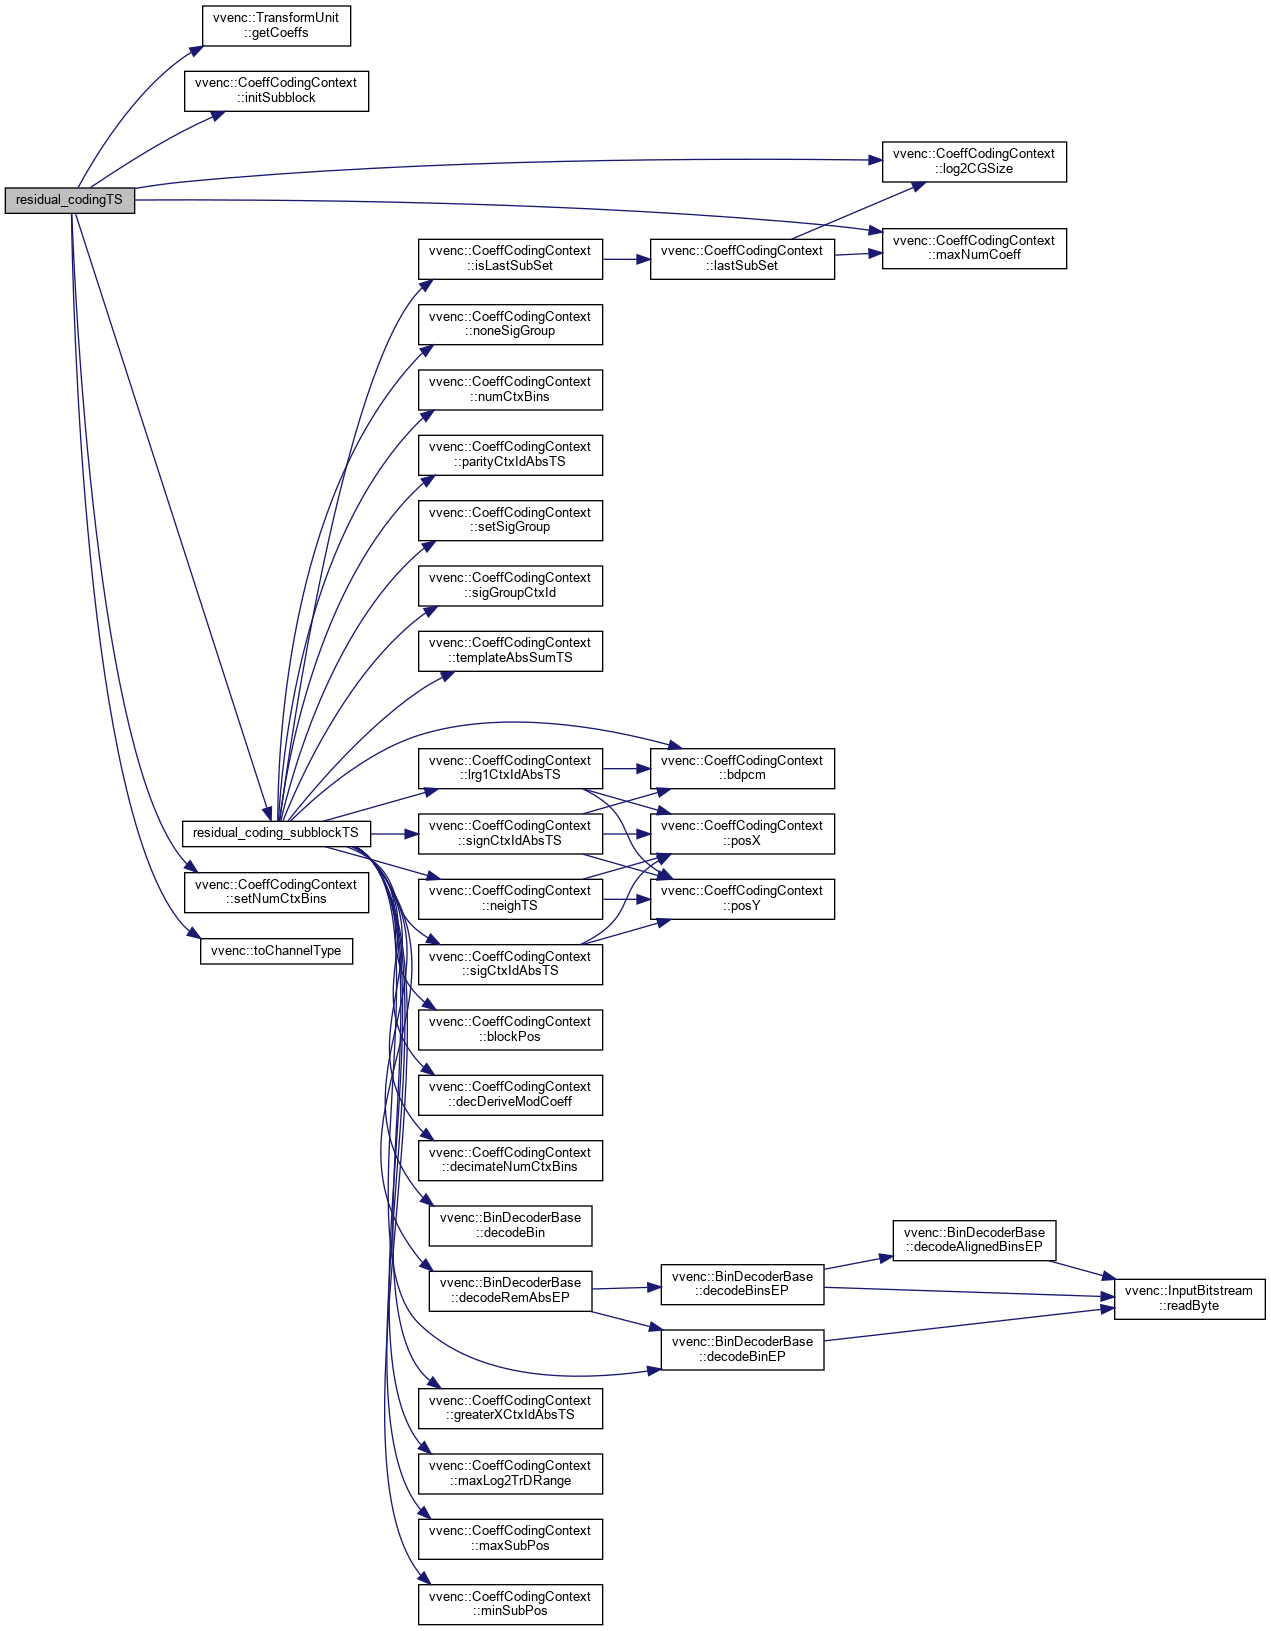 vvenc::TransformUnit
::getCoeffs
vvenc::CoeffCodingContext
::initSubblock
vvenc::CoeffCodingContext
::log2CGSize
residual_codingTS
vvenc::CoeffCodingContext
::maxNumCoeff
vvenc::CoeffCodingContext
::isLastSubSet
vvenc::CoeffCodingContext
::lastSubSet
vvenc::CoeffCodingContext
::noneSigGroup
vvenc::CoeffCodingContext
::numCtxBins
vvenc::CoeffCodingContext
::parityCtxIdAbsTS
vvenc::CoeffCodingContext
::setSigGroup
vvenc::CoeffCodingContext
::sigGroupCtxId
vvenc::CoeffCodingContext
::templateAbsSumTS
vvenc::CoeffCodingContext
::lrg1CtxIdAbsTS
vvenc::CoeffCodingContext
::bdpcm
residual_coding_subblockTS
vvenc::CoeffCodingContext
::signCtxIdAbsTS
vvenc::CoeffCodingContext
::posX
vvenc::CoeffCodingContext
::setNumCtxBins
vvenc::CoeffCodingContext
::neighTS
vvenc::CoeffCodingContext
::posY
vvenc::toChannelType
vvenc::CoeffCodingContext
::sigCtxIdAbsTS
vvenc::CoeffCodingContext
::blockPos
vvenc::CoeffCodingContext
::decDeriveModCoeff
vvenc::CoeffCodingContext
::decimateNumCtxBins
vvenc::BinDecoderBase
::decodeBin
vvenc::BinDecoderBase
::decodeAlignedBinsEP
vvenc::BinDecoderBase
::decodeRemAbsEP
vvenc::BinDecoderBase
::decodeBinsEP
vvenc::InputBitstream
::readByte
vvenc::BinDecoderBase
::decodeBinEP
vvenc::CoeffCodingContext
::greaterXCtxIdAbsTS
vvenc::CoeffCodingContext
::maxLog2TrDRange
vvenc::CoeffCodingContext
::maxSubPos
vvenc::CoeffCodingContext
::minSubPos